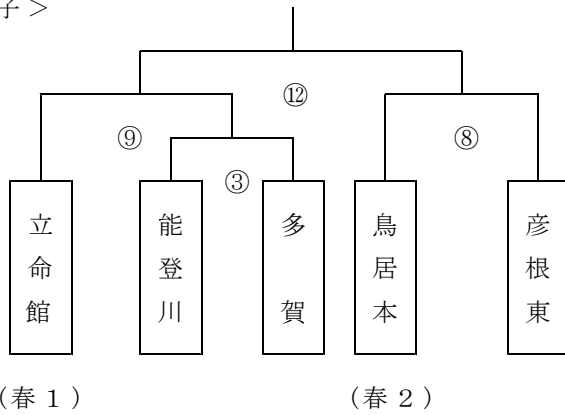 子＞
⑫
⑨
⑧
③
立命館
能登川
多賀
鳥居本
彦根東
（春１）
（春２）